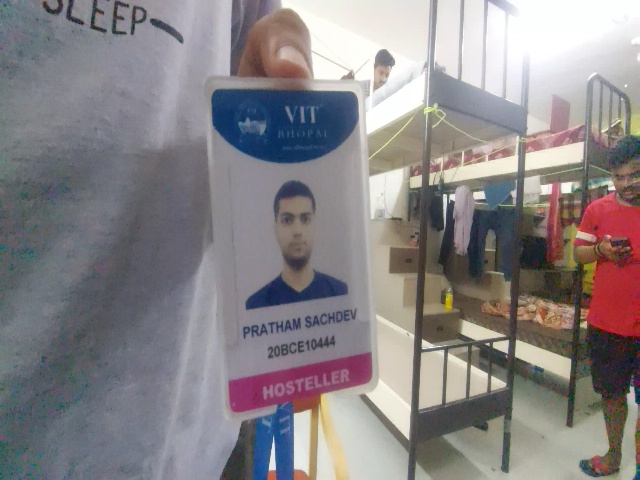 SLEEP
VIT
BHOPAL
PRATHAM SACHDEV
20BCE10444
HOSTELLER